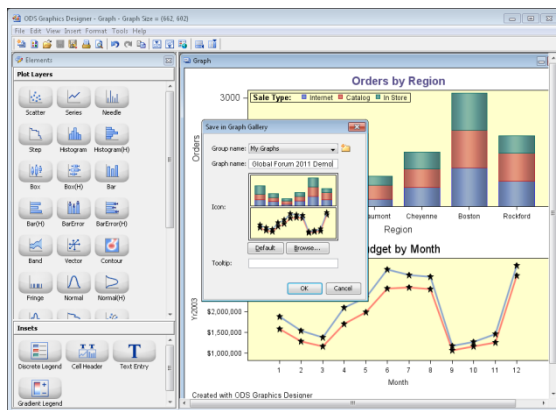 ODS Graphics Designer - Graph - Graph Size = (662, 602)
File Edit View Insert Format Tools Help
Elements
Plot Layers
Scatter Series Needle
Step Histogram Histogram(H)
Box Box(H) Bar
Bar(H) BarError BarError(H)
Band Vector Contour
Fringe Normal Normal(H)
Insets
Discrete Legend Cell Header Text Entry
Gradient Legend
Graph
Orders by Region
3000
Sale Type: Internet Catalog In Store
Orders
Cheyenne Boston Rockford
Region
Save in Graph Gallery
Group name: My Graphs
Graph name: Global Forum 2011 Demo
Icon:
Default Browse...
Tooltip:
OK Cancel
by Month
Yr2003
$2,000,000
$1,500,000
$1,000,000
1 2 3 4 5 6 7 8 9 10 11 12
Month
Created with ODS Graphics Designer